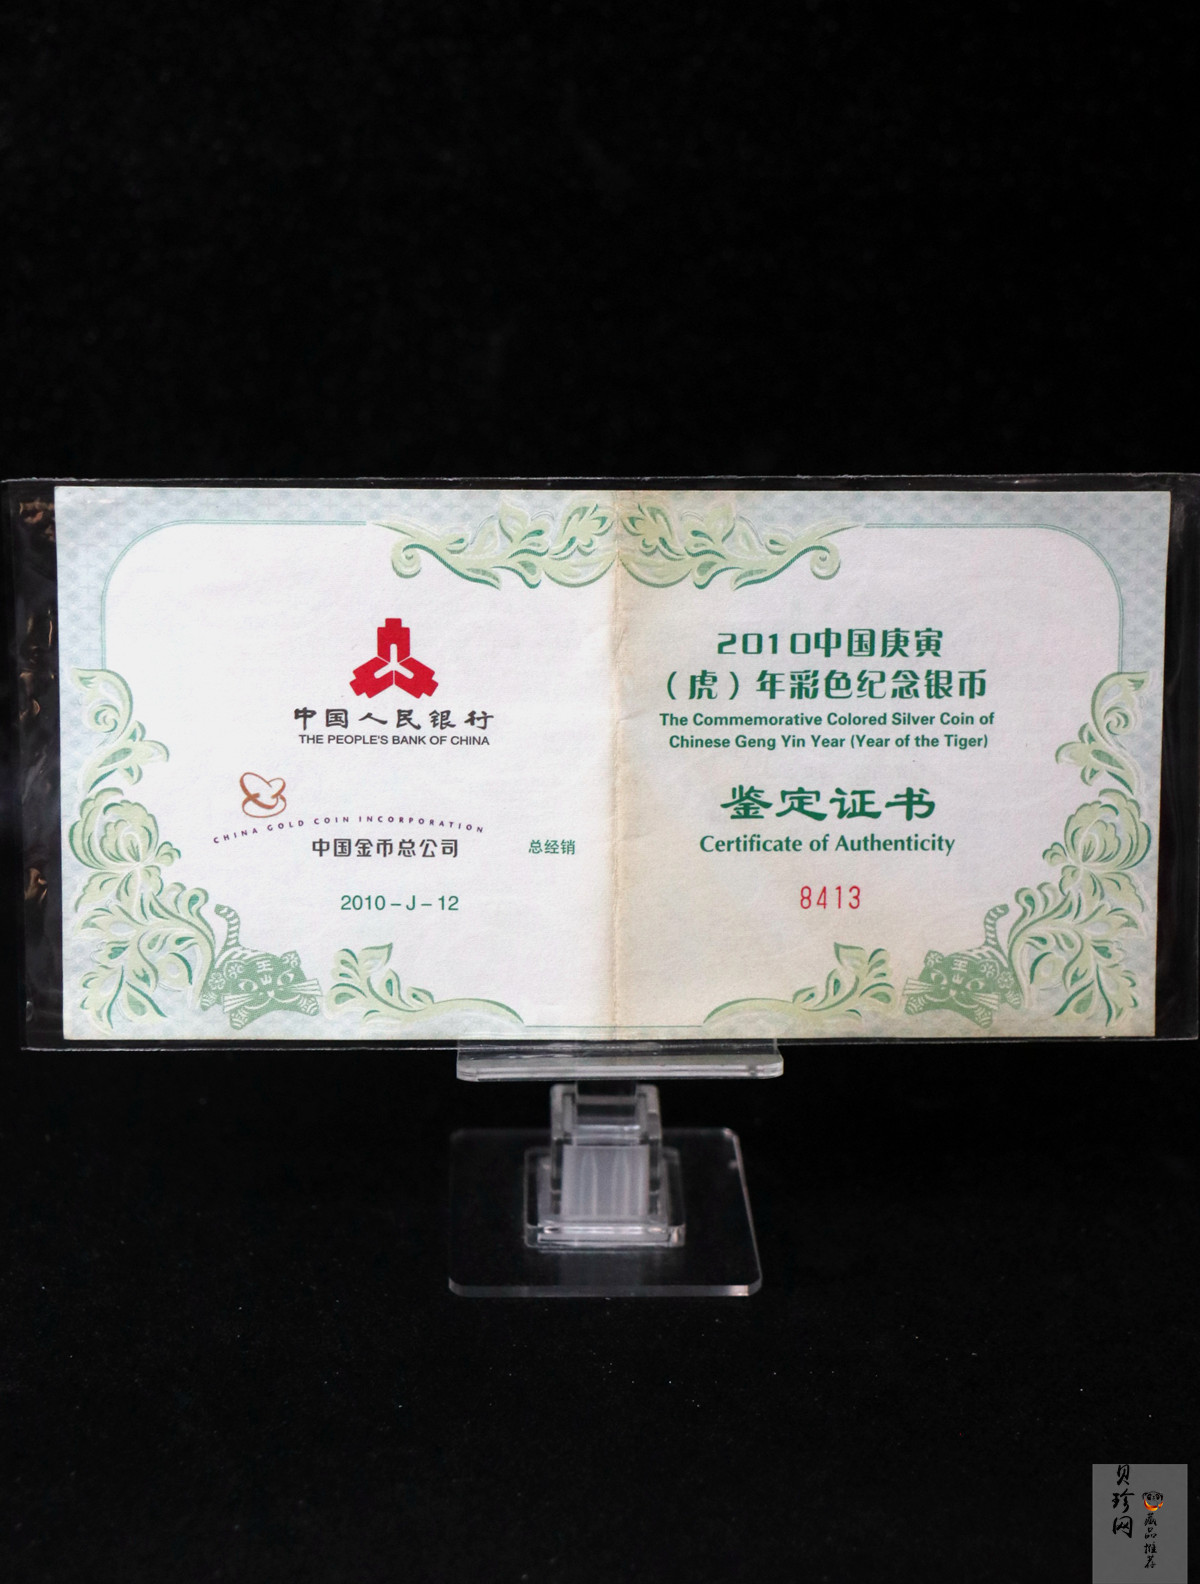 中国人民银行
THE PEOPLE'S BANK OF CHINA
CHINA GOLD COIN INCORPORATION
中国金币总公司
总经销
2010-J-12
2010中国庚寅
(虎)年彩色纪念银币
The Commemorative Colored Silver Coin of
Chinese Geng Yin Year (Year of the Tiger)
鉴定证书
Certificate of Authenticity
8413
王
王
贝珍网
藏品推荐